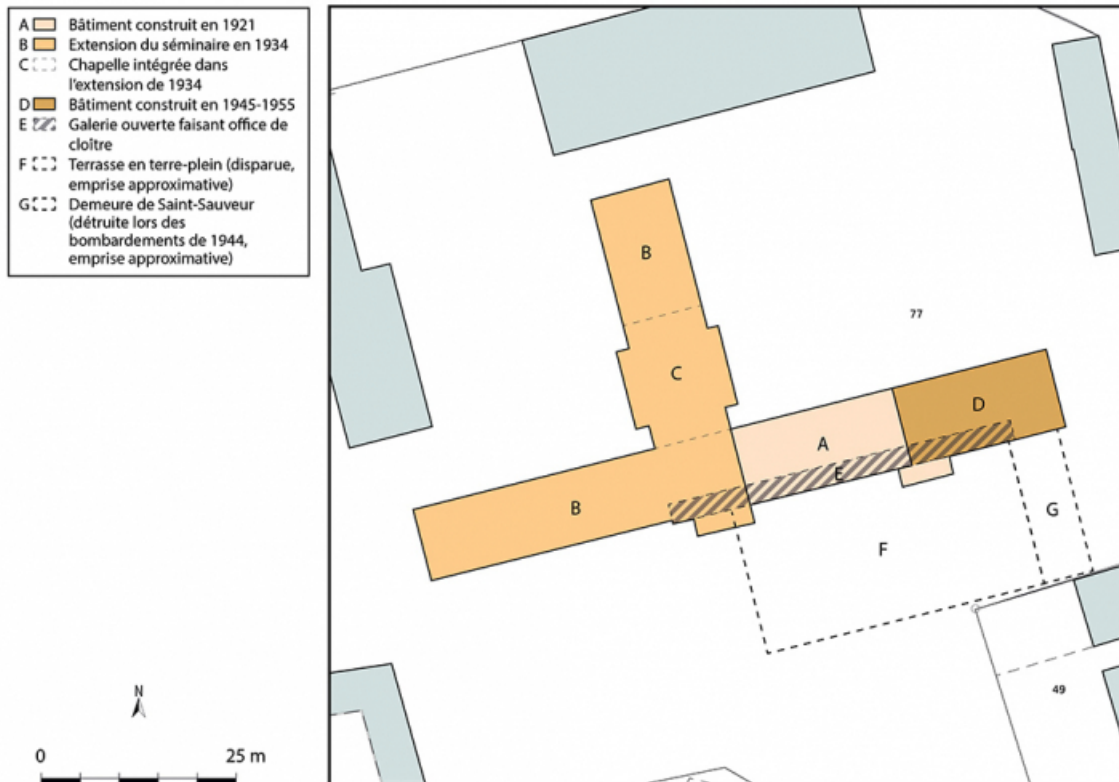 A Bâtiment construit en 1921
B Extension du séminaire en 1934
C Chapelle intégrée dans
l'extension de 1934
D Bâtiment construit en 1945-1955
E Galerie ouverte faisant office de
cloître
F Terrasse en terre-plein (disparue,
emprise approximative)
G Demeure de Saint-Sauveur
(détruite lors des
bombardements de 1944,
emprise approximative)
B
77
C
D
A
E
B
G
F
49
N
0 25 m